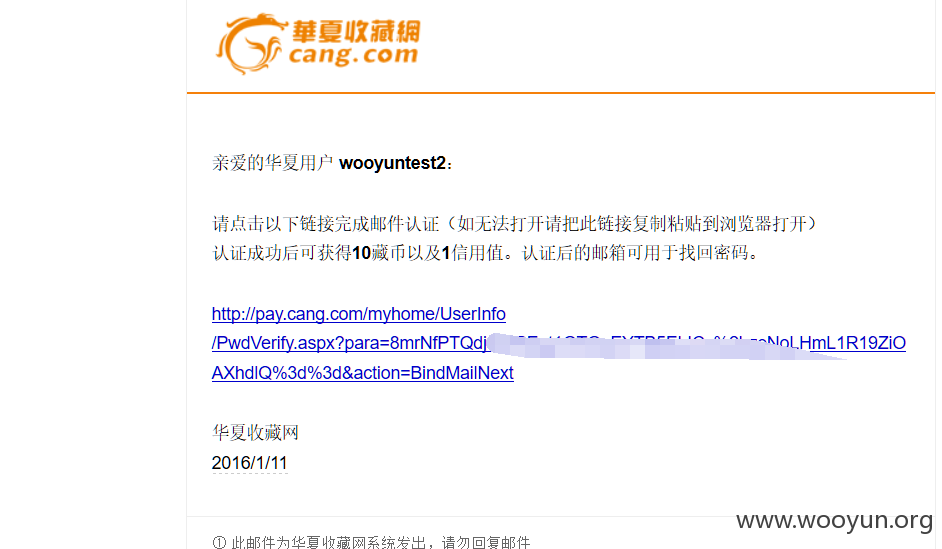 華夏收藏網
cang.com
亲爱的华夏用户 wooyuntest2：
请点击以下链接完成邮件认证（如无法打开请把此链接复制粘贴到浏览器打开）
认证成功后可获得10藏币以及1信用值。认证后的邮箱可用于找回密码。
http://pay.cang.com/myhome/UserInfo
/PwdVerify.aspx?para=8mrNfPTQdj LHmL1R19ZiO
AXhdlQ%3d%3d&action=BindMailNext
华夏收藏网
2016/1/11
www.wooyun.org
① 此邮件为华夏收藏网系统发出，请勿回复邮件